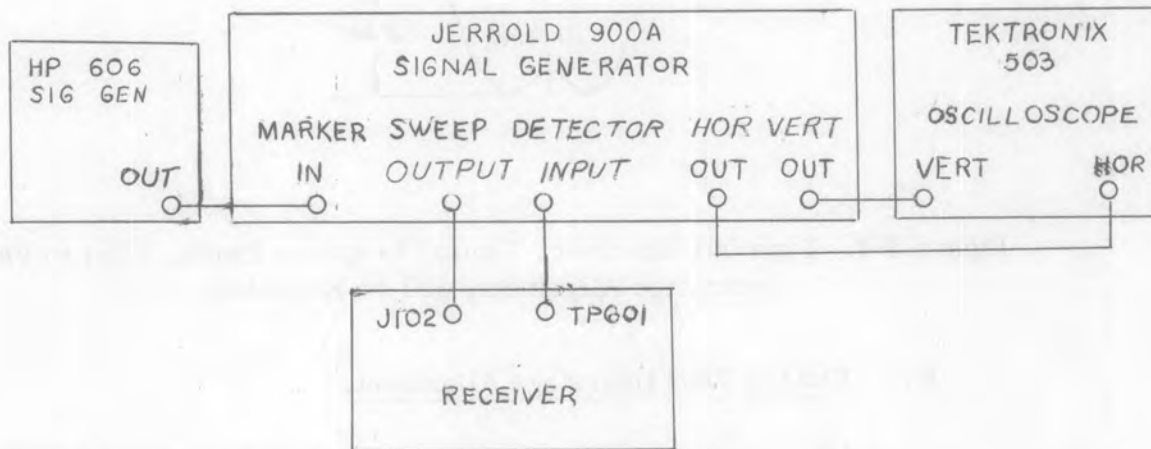 HP 606
SIG GEN
OUT
JERROLD 900A
SIGNAL GENERATOR
MARKER SWEEP DETECTOR HOR VERT
IN OUTPUT INPUT OUT OUT
TEKTRONIX
503
OSCILLOSCOPE
VERT HOR
J102 TP601
RECEIVER